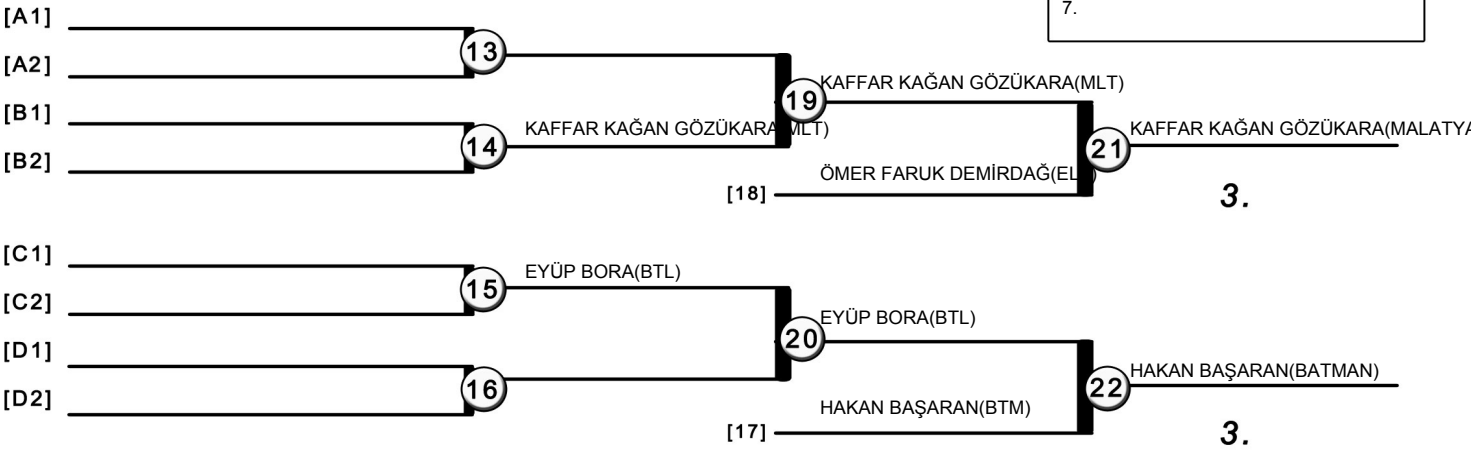 7.
[A1]
[A2]
[B1]
[B2]
13
14
KAFFAR KAĞAN GÖZÜKARA(MLT)
19
KAFFAR KAĞAN GÖZÜKARA(MLT)
[18]
ÖMER FARUK DEMİRDAĞ(EL
21
KAFFAR KAĞAN GÖZÜKARA(MALATYA
3.
[C1]
[C2]
[D1]
[D2]
15
EYÜP BORA(BTL)
16
20
EYÜP BORA(BTL)
[17]
HAKAN BAŞARAN(BTM)
22
HAKAN BAŞARAN(BATMAN)
3.